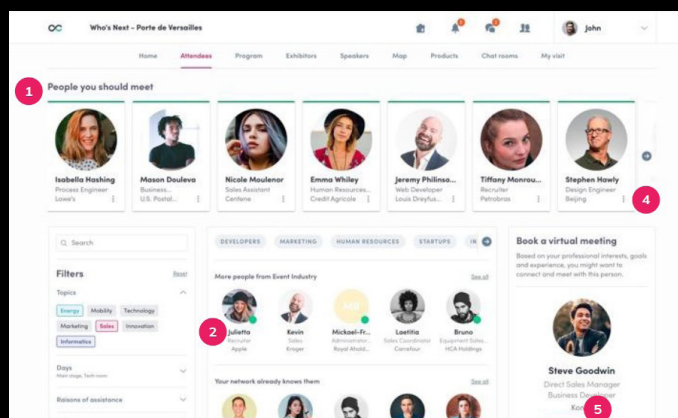 Who's Next - Porte de Versailles
John
Home Attendees Program Exhibitors Speakers Map Products Chat rooms My visit
1
People you should meet
Isabella Hashing
Process Engineer
Lowe's
Mason Douleva
Business...
U.S. Postal...
Nicole Moulenor
Sales Assistant
Centene
Emma Whiley
Human Resources...
Credit Agricole
Jeremy Philinso...
Web Developer
Louis Dreyfus...
Tiffany Monrou...
Recruiter
Petrobras
Stephen Hawly
Design Engineer
Beijing
4
Search
Filters
Reset
Topics
Energy Mobility Technology
Marketing Sales Innovation
Informatics
Days
Main stage, Tech room
Raisons of assistance
DEVELOPERS MARKETING HUMAN RESOURCES STARTUPS IN
More people from Event Industry
See all
2
Julietta
Recruiter
Apple
Kevin
Sales
Kroger
Mickael-Fr...
Administrator...
Royal Ahold...
Laetitia
Sales Coordinator
Carrefour
Bruno
Equipment Sales...
HCA Holdings
Your network already knows them
See all
Book a virtual meeting
Based on your professional interests, goals
and experience, you might want to
connect and meet with this person.
Steve Goodwin
Direct Sales Manager
Business Developer
5